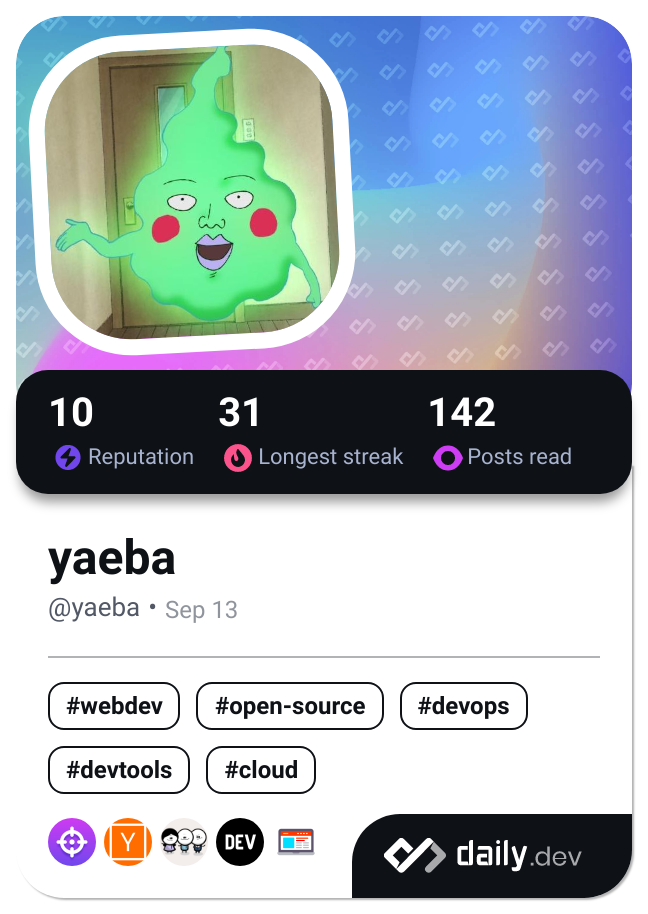 10 31 142
Reputation Longest streak Posts read
yaeba
@yaeba • Sep 13
#webdev #open-source #devops
#devtools #cloud
Y DEV
daily.dev